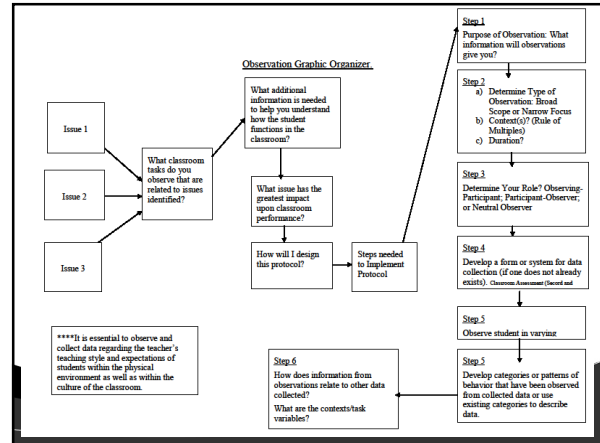 Observation Graphic Organizer.
Issue 1
Issue 2
Issue 3
What classroom
tasks do you
observe that are
related to issues
identified?
What additional
information is needed
to help you understand
how the student
functions in the
classroom?
What issue has the
greatest impact
upon classroom
performance?
How will I design
this protocol?
Steps needed
to Implement
Protocol
Step 1
Purpose of Observation: What
information will observations
give you?
Step 2
a) Determine Type of
Observation: Broad
Scope or Narrow Focus
b) Context(s)? (Rule of
Multiples)
c) Duration?
Step 3
Determine Your Role? Observing-
Participant; Participant-Observer;
or Neutral Observer
Step 4
Develop a form or system for data
collection (if one does not already
exists). Classroom Assessment (Secord and
Step 5
Observe student in varying
Step 5
Develop categories or patterns of
behavior that have been observed
from collected data or use
existing categories to describe
data.
Step 6
How does information from
observations relate to other data
collected?
What are the contexts/task
variables?
****It is essential to observe and
collect data regarding the teacher's
teaching style and expectations of
students within the physical
environment as well as within the
culture of the classroom.